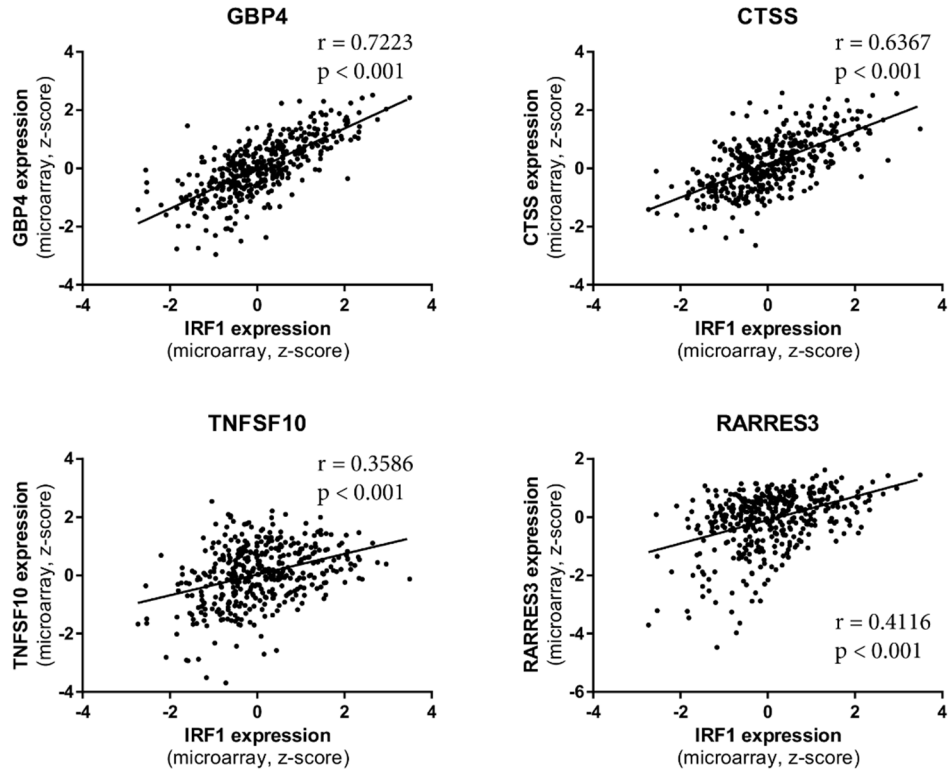 GBP4
r = 0.7223
p < 0.001
4
2
0
-2
-4
GBP4 expression
(microarray, z-score)
-4 -2 0 2 4
IRF1 expression
(microarray, z-score)
CTSS
r = 0.6367
p < 0.001
4
2
0
-2
-4
CTSS expression
(microarray, z-score)
-4 -2 0 2 4
IRF1 expression
(microarray, z-score)
TNFSF10
r = 0.3586
p < 0.001
4
2
0
-2
-4
TNFSF10 expression
(microarray, z-score)
-4 -2 0 2 4
IRF1 expression
(microarray, z-score)
RARRES3
2
0
-2
-4
-6
RARRES3 expression
(microarray, z-score)
r = 0.4116
p < 0.001
-4 -2 0 2 4
IRF1 expression
(microarray, z-score)